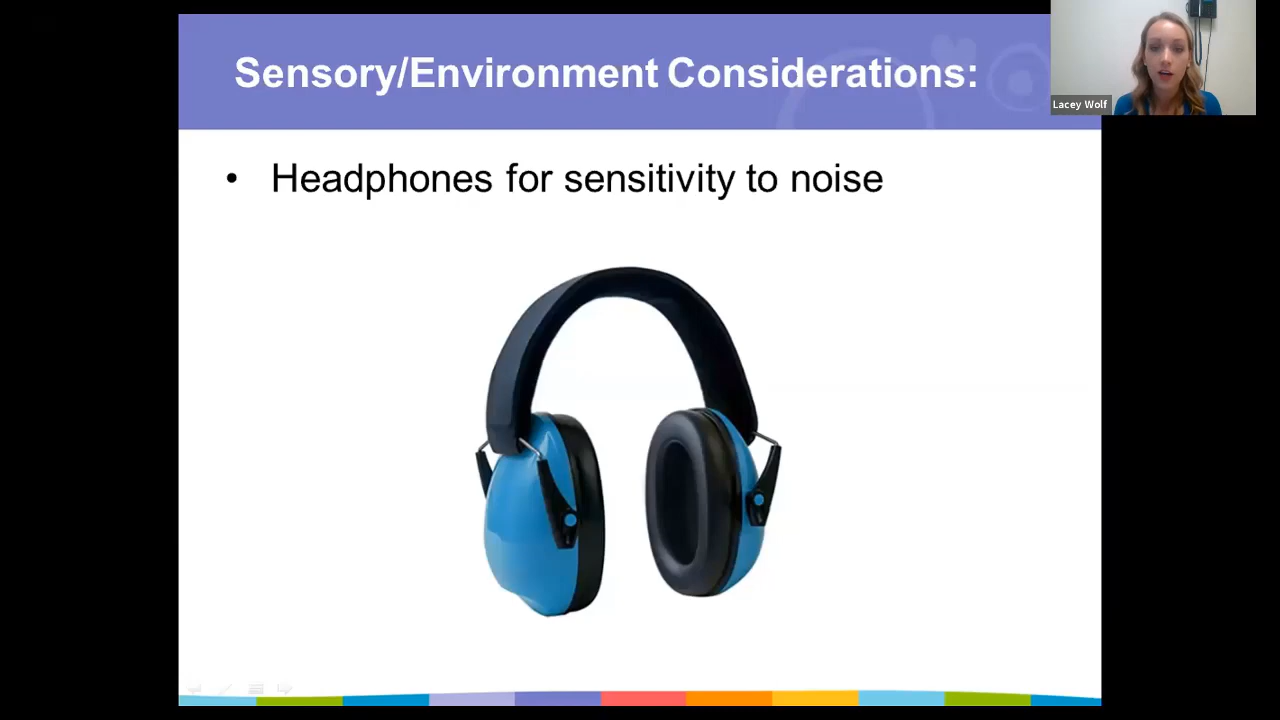 Sensory/Environment Considerations:
Lacey Wolf
• Headphones for sensitivity to noise